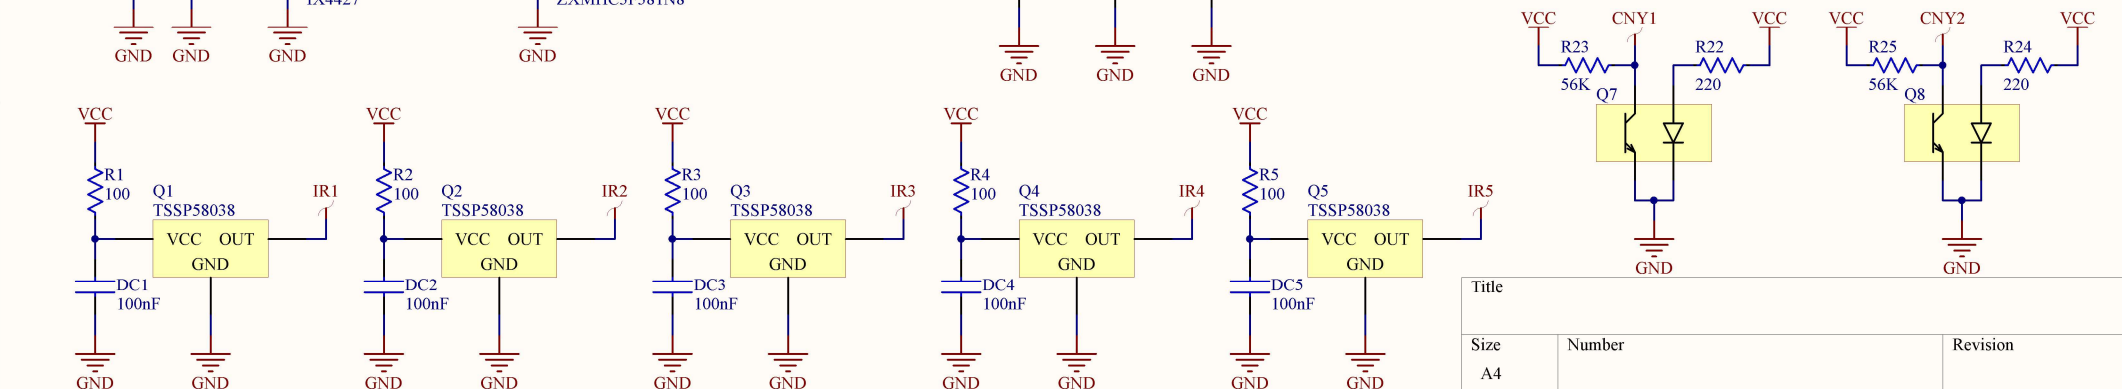 IX4427
ZXMHC3F381N8
GND GND GND GND
GND GND GND
VCC CNY1 VCC VCC CNY2 VCC
R23 R22 R25 R24
56K 220 56K 220
Q7 Q8
GND GND
VCC VCC VCC VCC VCC
R1 R2 R3 R4 R5
100 100 100 100 100
Q1 IR1 Q2 IR2 Q3 IR3 Q4 IR4 Q5 IR5
TSSP58038 TSSP58038 TSSP58038 TSSP58038 TSSP58038
VCC OUT VCC OUT VCC OUT VCC OUT VCC OUT
GND GND GND GND GND
DC1 DC2 DC3 DC4 DC5
100nF 100nF 100nF 100nF 100nF
GND GND GND GND GND GND GND GND GND GND
Title
Size Number Revision
A4